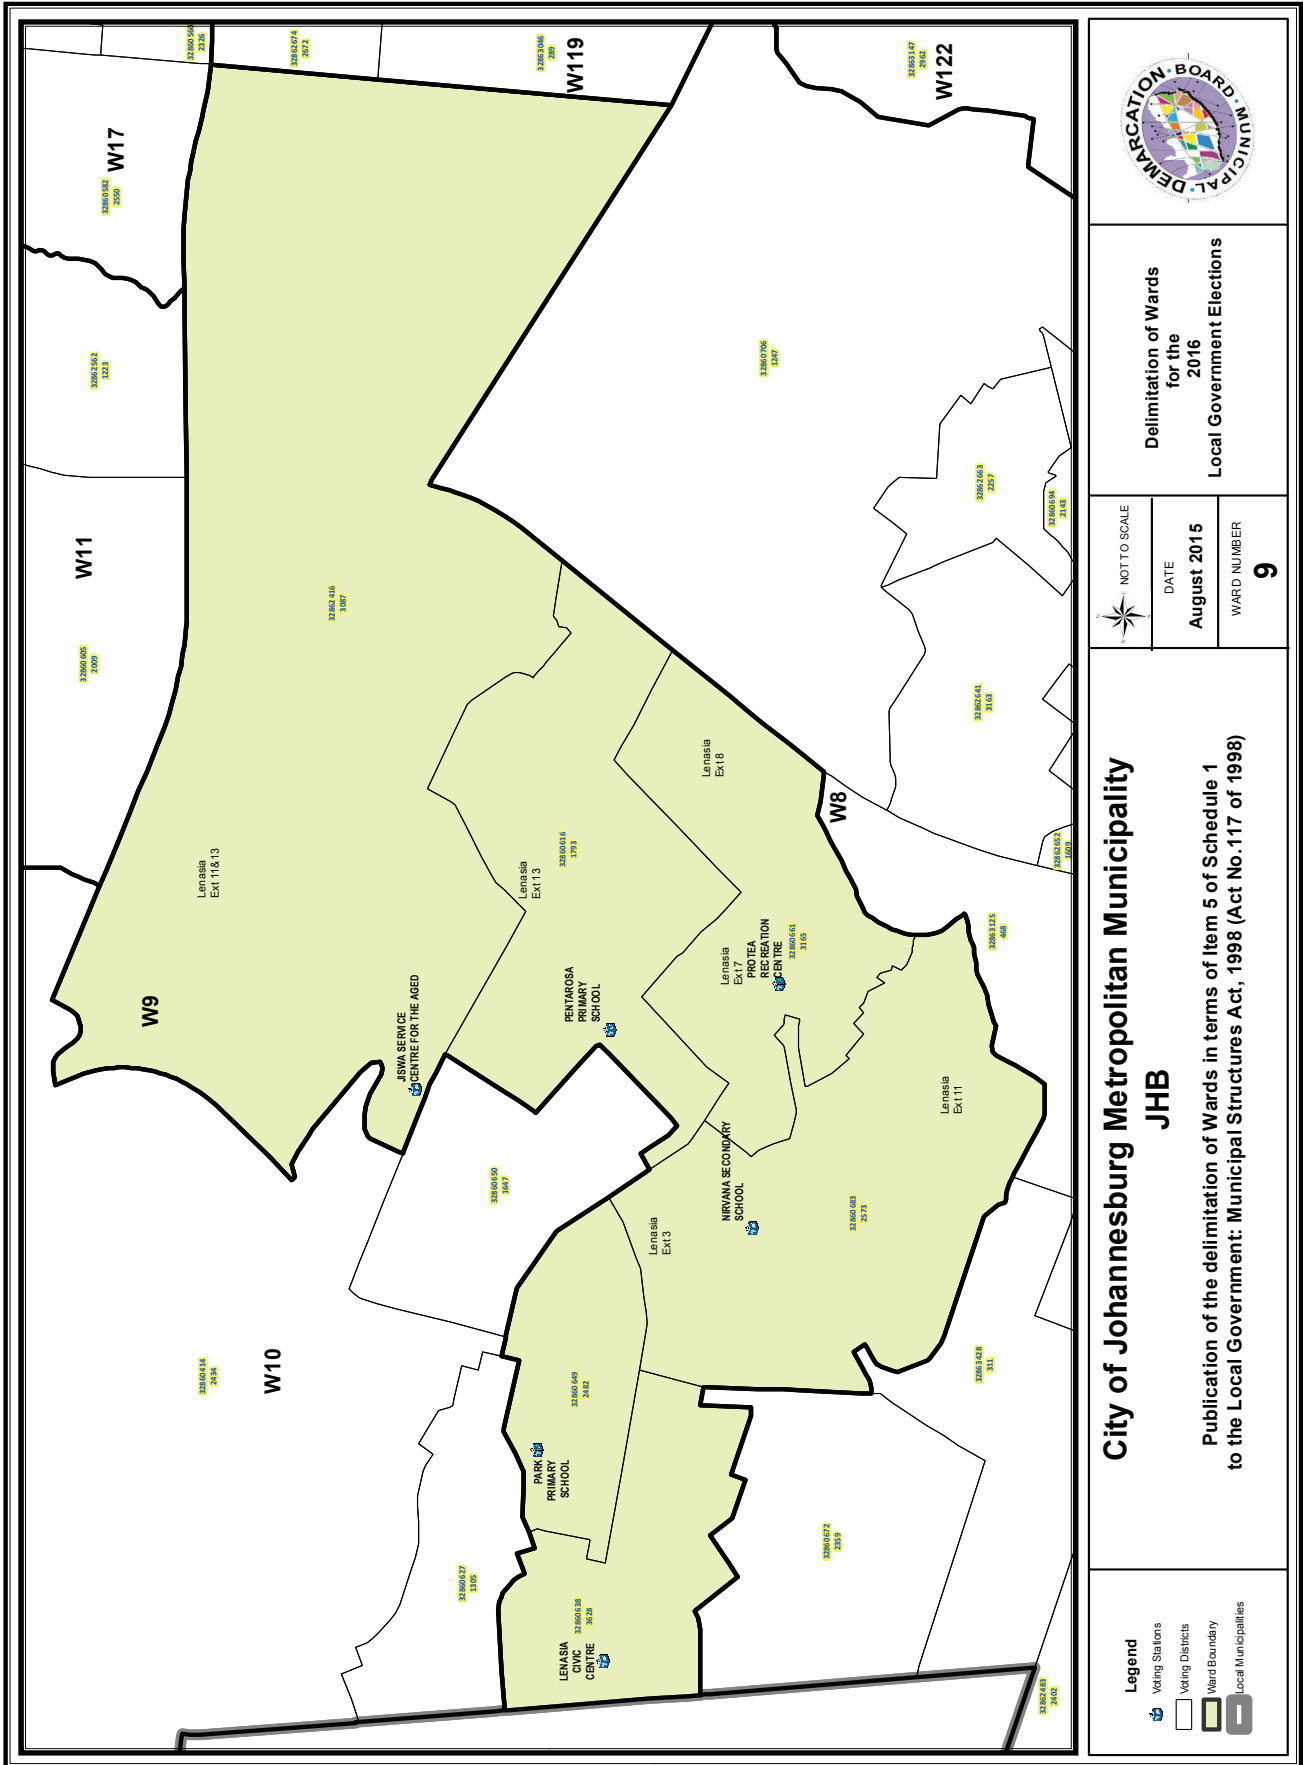 32860560
2326
32862674
2672
32863046
289
W119
32863147
2962
W122
W17
32860582
2550
32862562
1223
W11
32860605
2009
32862416
3087
32860706
1247
32862663
2257
32860694
2143
32862641
3163
Lenasia
Ext 8
W8
32862652
1609
Lenasia
Ext 11&13
Lenasia
Ext 13
32860616
1793
W9
JISWA SERVICE
CENTRE FOR THE AGED
PENTAROSA
PRIMARY
SCHOOL
Lenasia
Ext 7
PROTEA
RECREATION
CENTRE
32860661
3165
32863125
468
Lenasia
Ext 11
32860650
1647
NIRVANA SECONDARY
SCHOOL
32860683
2573
Lenasia
Ext 3
W10
32860414
2434
32860649
2482
32863428
311
PARK
PRIMARY
SCHOOL
32860627
1305
32860672
2359
LENASIA
CIVIC
CENTRE
32860638
3628
32862483
2402
Legend
Voting Stations
Voting Districts
Ward Boundary
Local Municipalities
City of Johannesburg Metropolitan Municipality
JHB
Publication of the delimitation of Wards in terms of Item 5 of Schedule 1
to the Local Government: Municipal Structures Act, 1998 (Act No.117 of 1998)
NOT TO SCALE
DATE
August 2015
WARD NUMBER
9
Delimitation of Wards
for the
2016
Local Government Elections
MUNICIPAL DEMARCATION BOARD